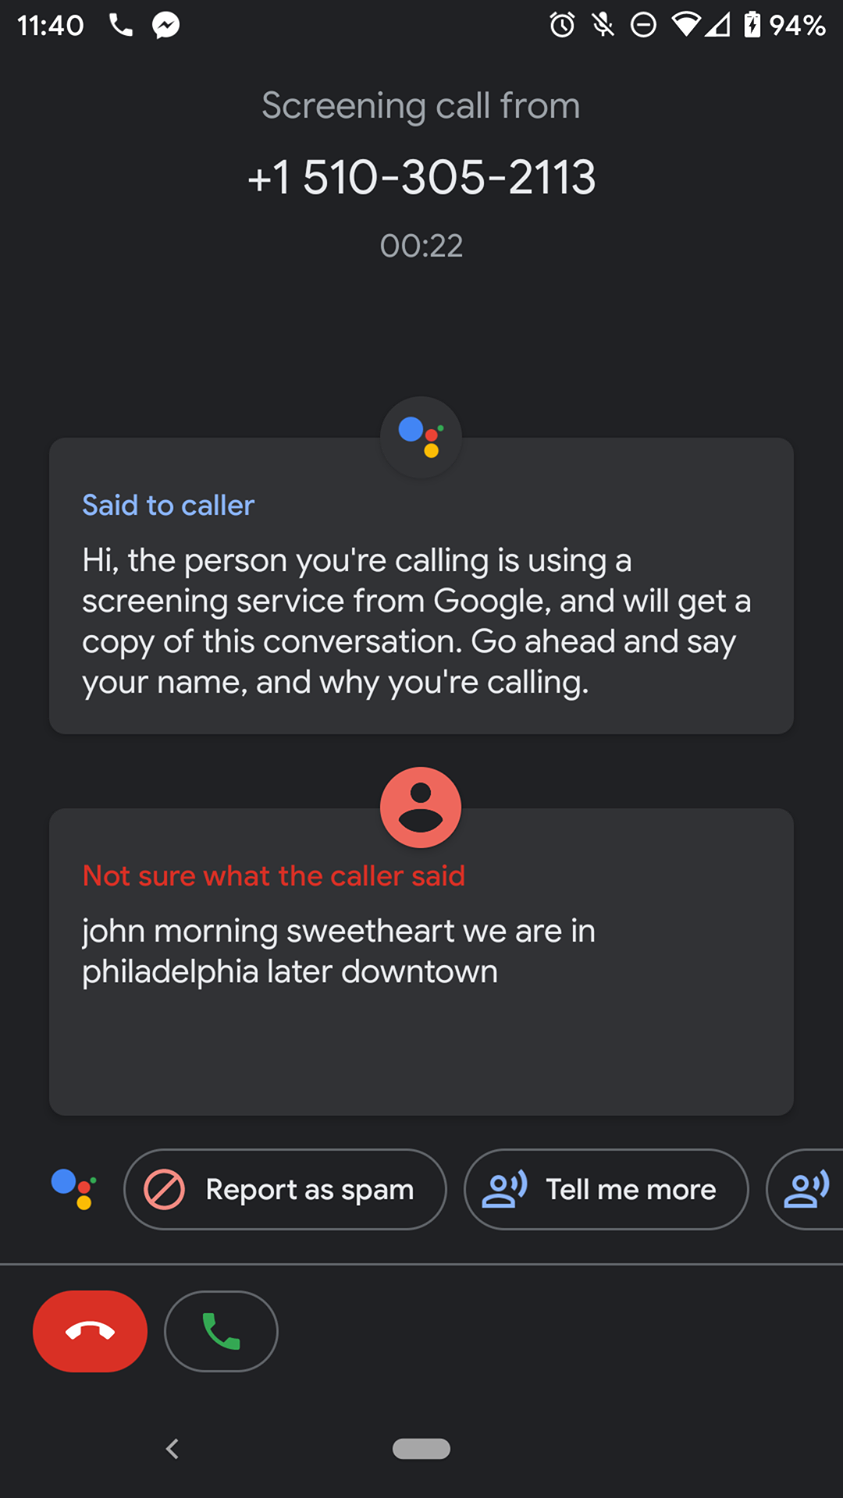 11:40 94%
Screening call from
+1 510-305-2113
00:22
Said to caller
Hi, the person you're calling is using a
screening service from Google, and will get a
copy of this conversation. Go ahead and say
your name, and why you're calling.
Not sure what the caller said
john morning sweetheart we are in
philadelphia later downtown
Report as spam Tell me more